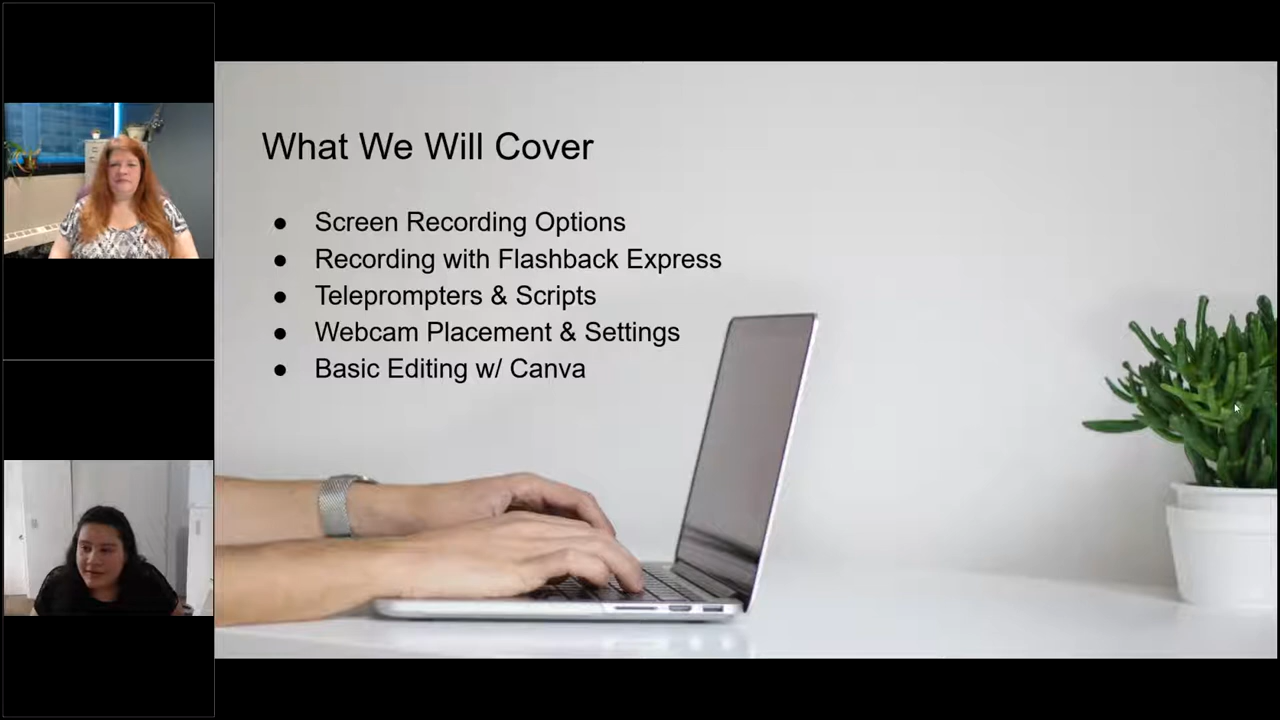 What We Will Cover
● Screen Recording Options
● Recording with Flashback Express
● Teleprompters & Scripts
● Webcam Placement & Settings
● Basic Editing w/ Canva